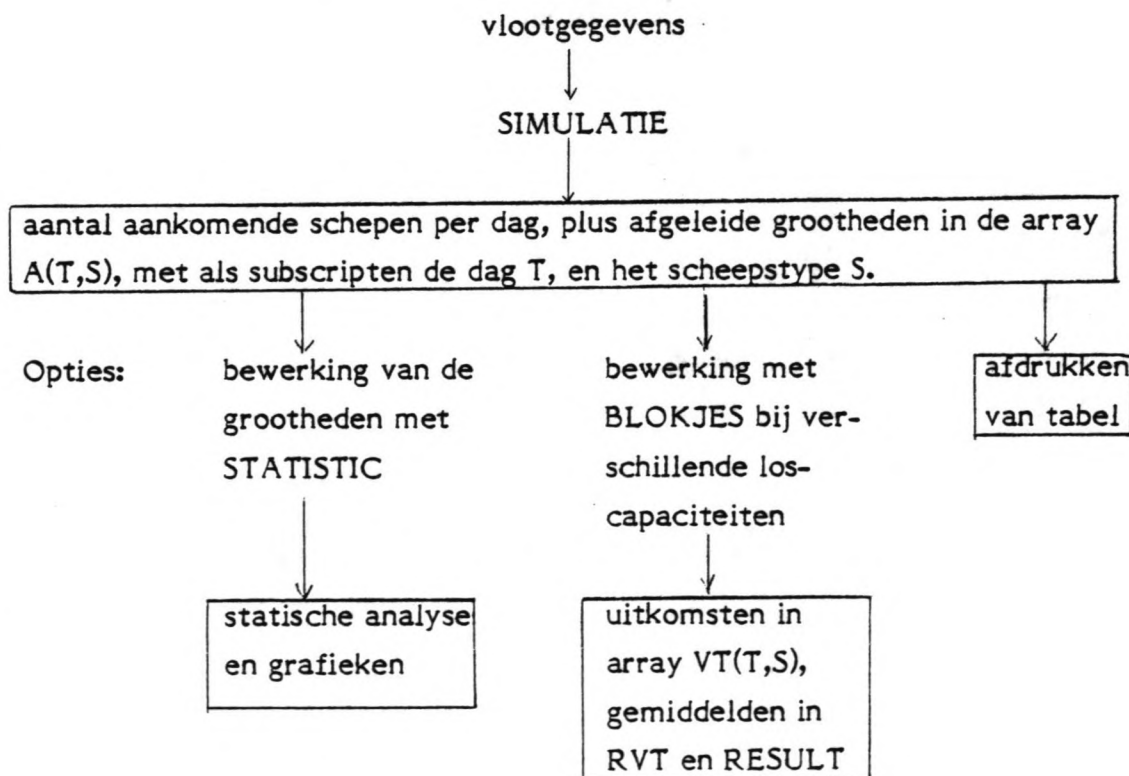 vlootgegevens
SIMULATIE
aantal aankomende schepen per dag, plus afgeleide grootheden in de array
A(T,S), met als subscripten de dag T, en het scheepstype S.
Opties:
bewerking van de
grootheden met
STATISTIC
bewerking met
BLOKJES bij ver-
schillende los-
capaciteiten
afdrukken
van tabel
statische analyse
en grafieken
uitkomsten in
array VT(T,S),
gemiddelden in
RVT en RESULT